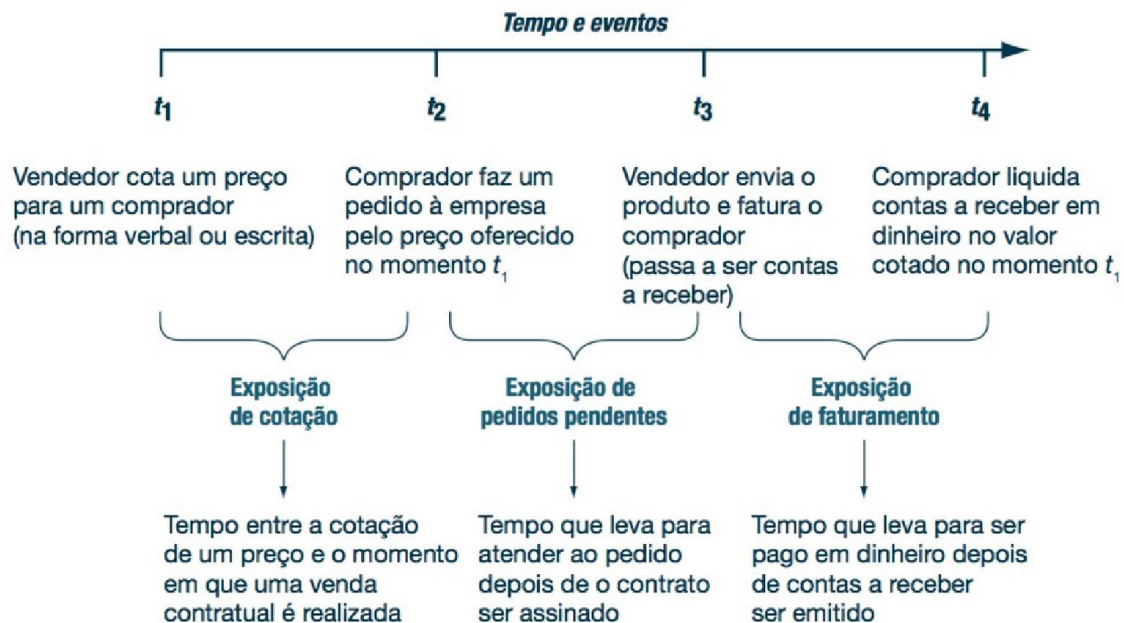 Tempo e eventos
t1
t2
t3
t4
Vendedor cota um preço
para um comprador
(na forma verbal ou escrita)
Comprador faz um
pedido à empresa
pelo preço oferecido
no momento t1
Vendedor envia o
produto e fatura o
comprador
(passa a ser contas
a receber)
Comprador liquida
contas a receber em
dinheiro no valor
cotado no momento t1
Exposição
de cotação
Exposição de
pedidos pendentes
Exposição
de faturamento
Tempo entre a cotação
de um preço e o momento
em que uma venda
contratual é realizada
Tempo que leva para
atender ao pedido
depois de o contrato
ser assinado
Tempo que leva para ser
pago em dinheiro depois
de contas a receber
ser emitido